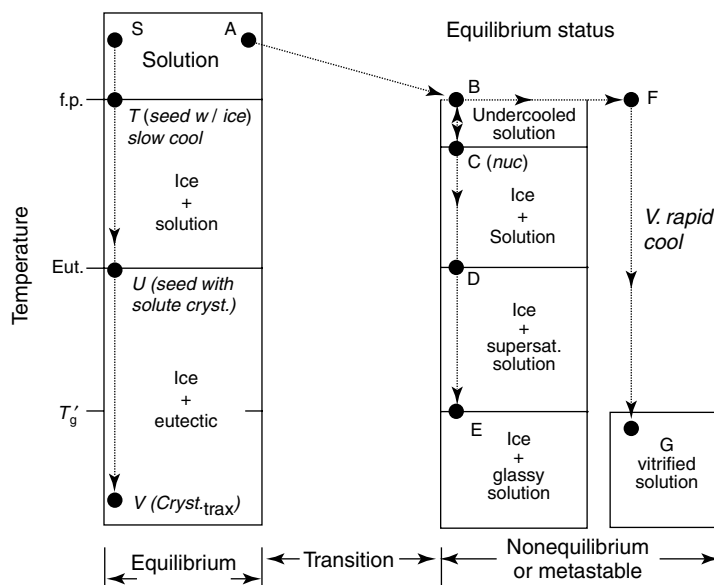 S
A
Equilibrium status
Solution
B
F
f.p.
T (seed w / ice)
slow cool
Undercooled
solution
C (nuc)
Ice
+
solution
Ice
+
Solution
V. rapid
cool
Temperature
Eut.
U (seed with
solute cryst.)
D
Ice
+
supersat.
solution
Ice
+
eutectic
T′g
E
Ice
+
glassy
solution
G
vitrified
solution
V (Cryst.trax)
Equilibrium
Transition
Nonequilibrium
or metastable